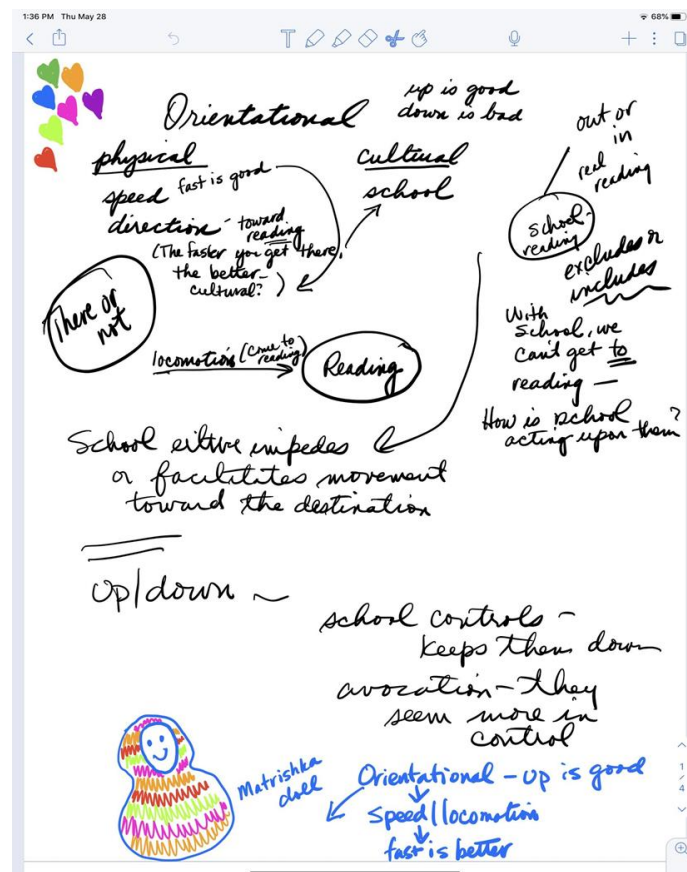 1:36 PM Thu May 28
68%
T
Orientational
up is good
down is bad
physical
speed fast is good
direction - toward
reading
(The faster you get there,
the better-
cultural?)
cultural
school
out or
in
real
reading
school-
reading
excludes or
includes
There or
not
locomotion (come to
reading)
Reading
With
school, we
can't get to
reading —
How is school
acting upon them?
School either impedes
or facilitates movement
toward the destination
up/down ~
school controls -
keeps them down
avocation - they
seem more in
control
Matrishka
doll
Orientational - up is good
speed/locomotion
fast is better
1
4